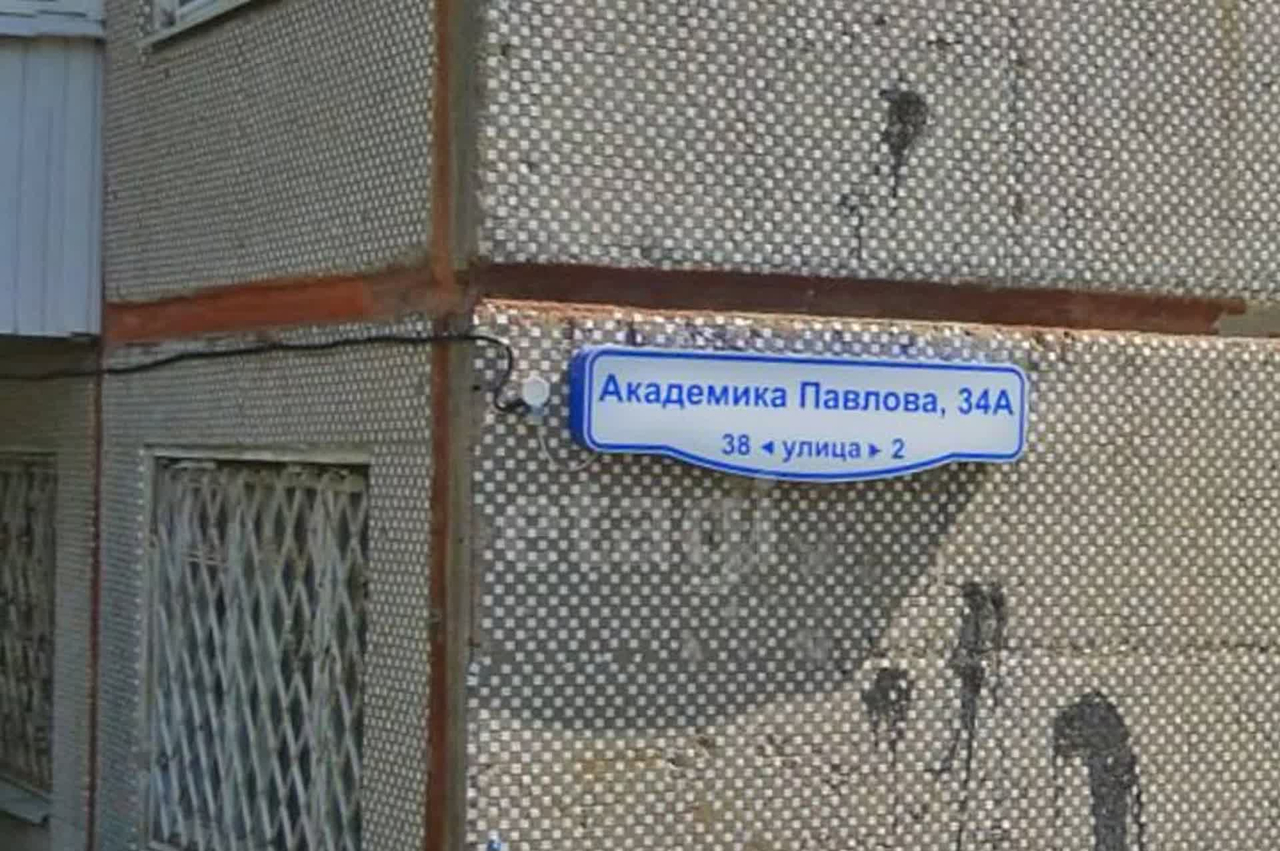 Академика Павлова, 34А
38 ◂ улица ▸ 2